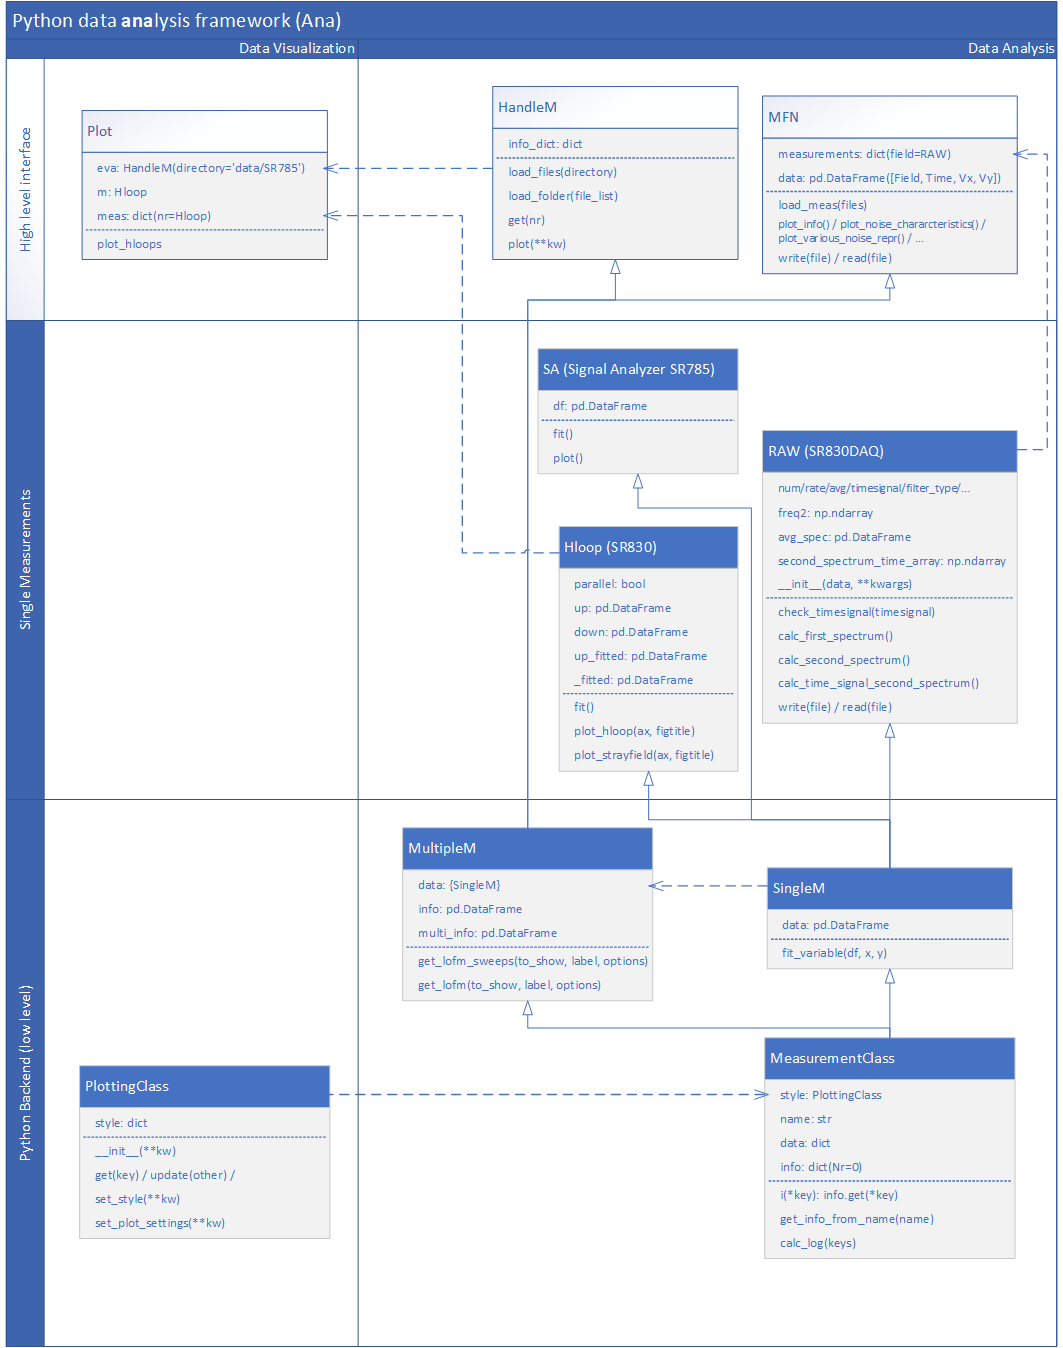 Python data analysis framework (Ana)
Data Visualization
Data Analysis
High level interface
Plot
eva: HandleM(directory='data/SR785')
m: Hloop
meas: dict(nr=Hloop)
plot_hloops
HandleM
info_dict: dict
load_files(directory)
load_folder(file_list)
get(nr)
plot(**kw)
MFN
measurements: dict(field=RAW)
data: pd.DataFrame([Field, Time, Vx, Vy])
load_meas(files)
plot_info() / plot_noise_chararcteristics() /
plot_various_noise_repr() / ...
write(file) / read(file)
Single Measurements
SA (Signal Analyzer SR785)
df: pd.DataFrame
fit()
plot()
Hloop (SR830)
parallel: bool
up: pd.DataFrame
down: pd.DataFrame
up_fitted: pd.DataFrame
_fitted: pd.DataFrame
fit()
plot_hloop(ax, figtitle)
plot_strayfield(ax, figtitle)
RAW (SR830DAQ)
num/rate/avg/timesignal/filter_type/...
freq2: np.ndarray
avg_spec: pd.DataFrame
second_spectrum_time_array: np.ndarray
__init__(data, **kwargs)
check_timesignal(timesignal)
calc_first_spectrum()
calc_second_spectrum()
calc_time_signal_second_spectrum()
write(file) / read(file)
Python Backend (low level)
MultipleM
data: {SingleM}
info: pd.DataFrame
multi_info: pd.DataFrame
get_lofm_sweeps(to_show, label, options)
get_lofm(to_show, label, options)
SingleM
data: pd.DataFrame
fit_variable(df, x, y)
PlottingClass
style: dict
__init__(**kw)
get(key) / update(other) /
set_style(**kw)
set_plot_settings(**kw)
MeasurementClass
style: PlottingClass
name: str
data: dict
info: dict(Nr=0)
i(*key): info.get(*key)
get_info_from_name(name)
calc_log(keys)